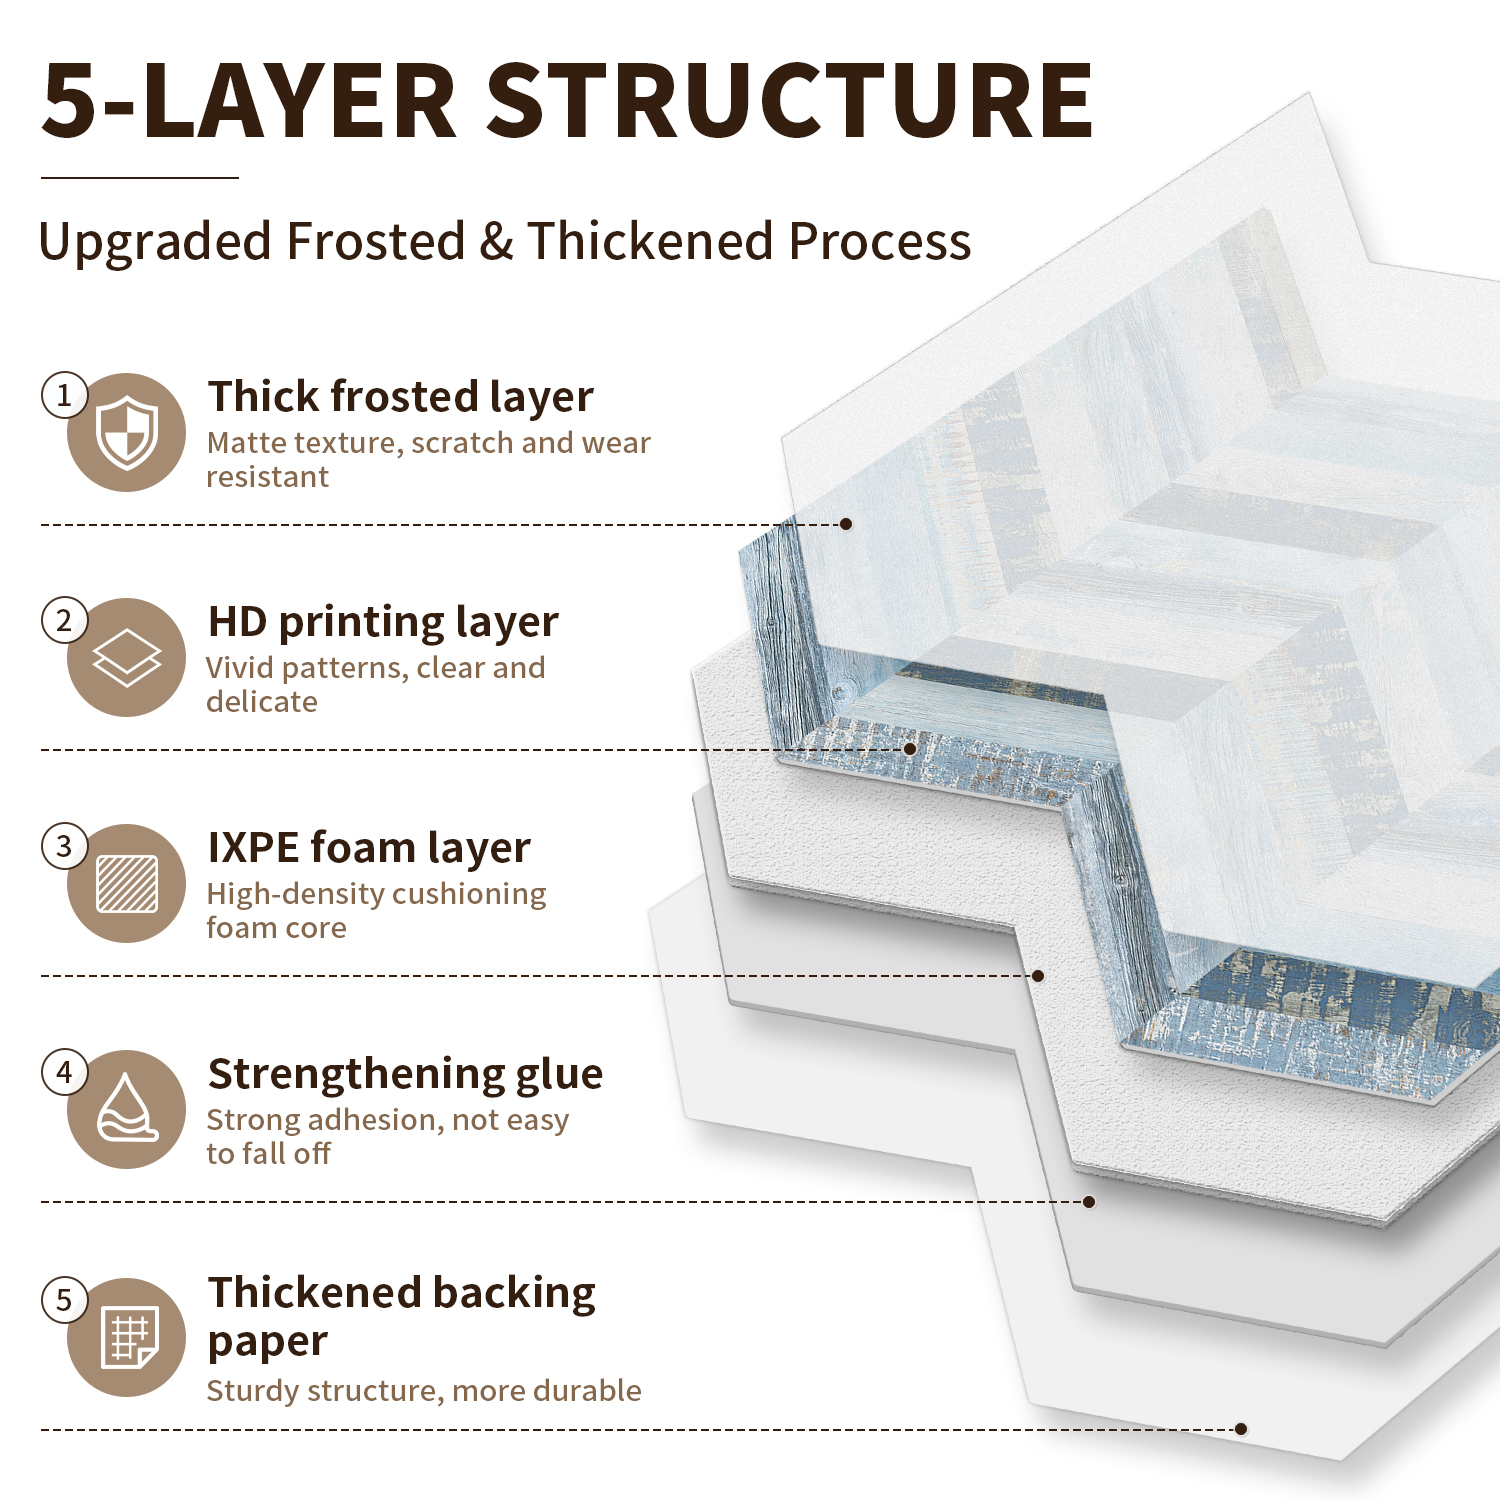 5-LAYER STRUCTURE
Upgraded Frosted & Thickened Process
1
Thick frosted layer
Matte texture, scratch and wear
resistant
2
HD printing layer
Vivid patterns, clear and
delicate
3
IXPE foam layer
High-density cushioning
foam core
4
Strengthening glue
Strong adhesion, not easy
to fall off
5
Thickened backing
paper
Sturdy structure, more durable